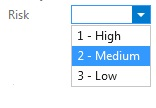 Risk
1 - High
2 - Medium
3 - Low